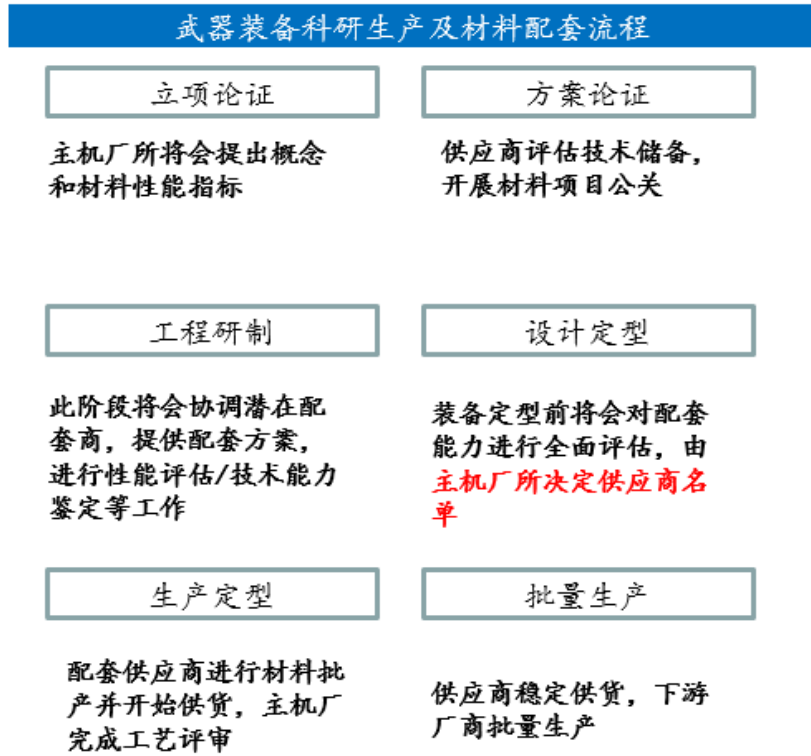 武器装备科研生产及材料配套流程
立项论证
主机厂所将会提出概念
和材料性能指标
方案论证
供应商评估技术储备，
开展材料项目公关
工程研制
此阶段将会协调潜在配
套商，提供配套方案，
进行性能评估/技术能力
鉴定等工作
设计定型
装备定型前将会对配套
能力进行全面评估，由
主机厂所决定供应商名
单
生产定型
配套供应商进行材料批
产并开始供货，主机厂
完成工艺评审
批量生产
供应商稳定供货，下游
厂商批量生产